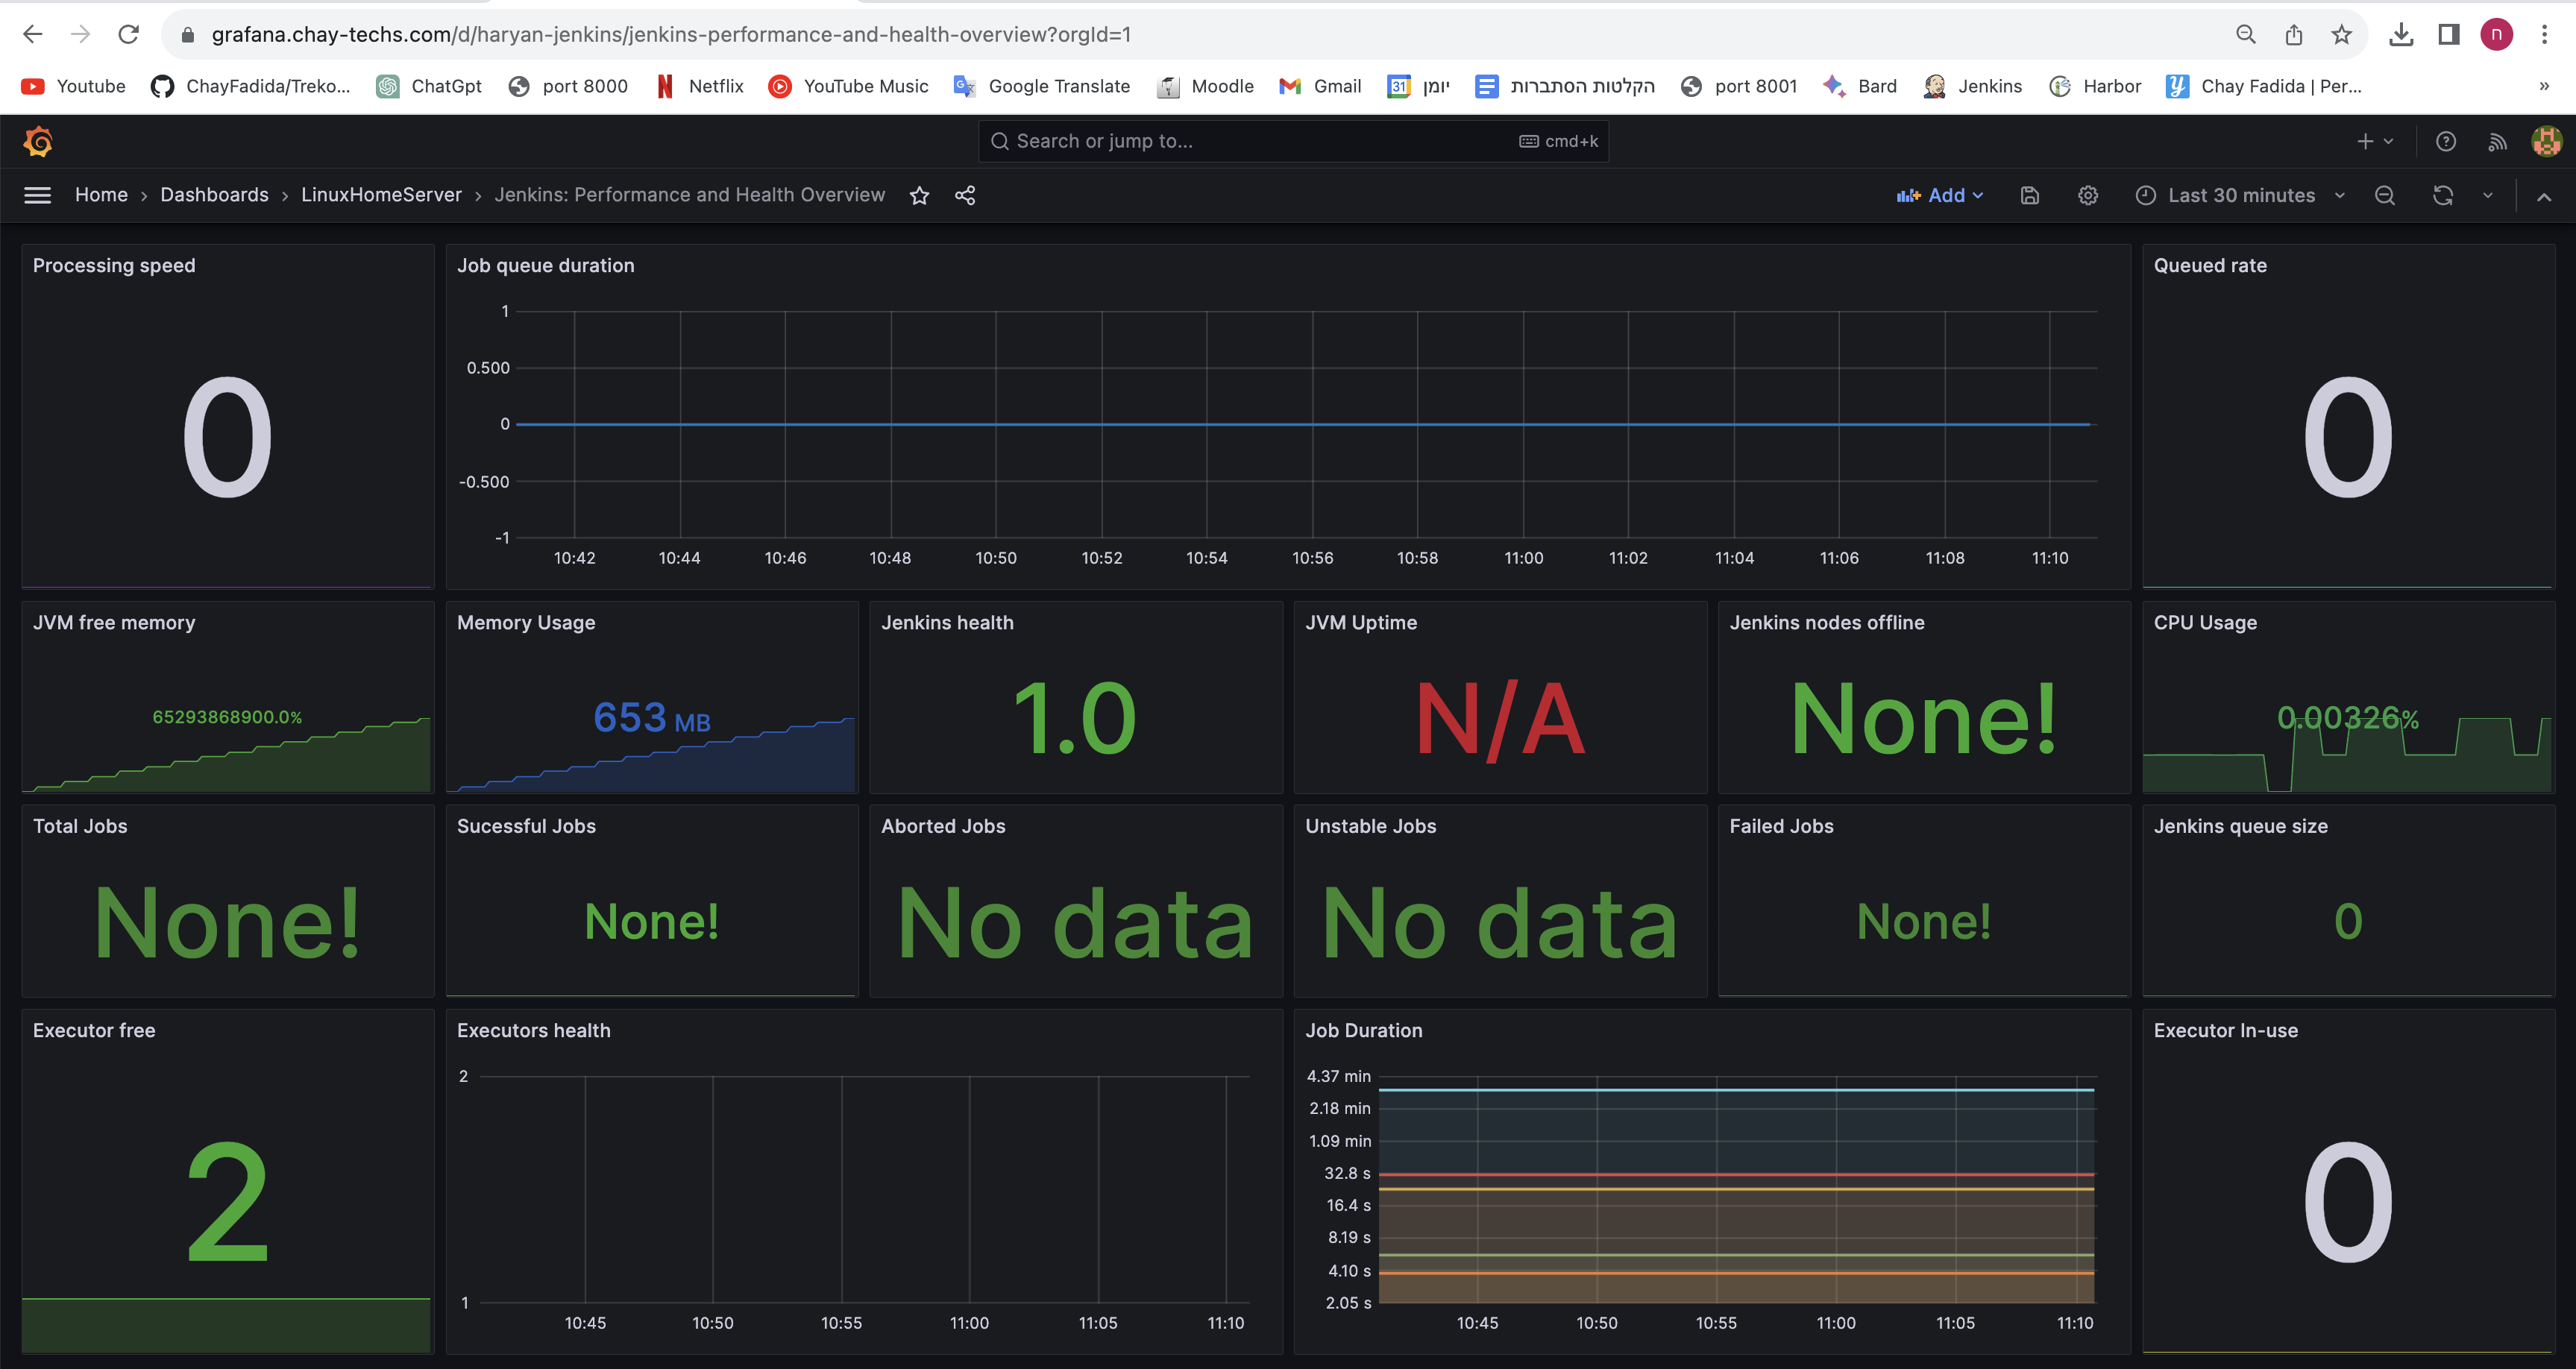 grafana.chay-techs.com/d/haryan-jenkins/jenkins-performance-and-health-overview?orgId=1
n
Youtube
ChayFadida/Treko...
ChatGpt
port 8000
Netflix
YouTube Music
Google Translate
Moodle
Gmail
31
יומן
הקלטות הסתברות
port 8001
Bard
Jenkins
Harbor
Chay Fadida | Per...
»
Search or jump to...
cmd+k
Home › Dashboards › LinuxHomeServer › Jenkins: Performance and Health Overview
Add
Last 30 minutes
Processing speed
0
Job queue duration
1
0.500
0
-0.500
-1
10:42 10:44 10:46 10:48 10:50 10:52 10:54 10:56 10:58 11:00 11:02 11:04 11:06 11:08 11:10
Queued rate
0
JVM free memory
65293868900.0%
Memory Usage
653 MB
Jenkins health
1.0
JVM Uptime
N/A
Jenkins nodes offline
None!
CPU Usage
0.00326%
Total Jobs
None!
Sucessful Jobs
None!
Aborted Jobs
No data
Unstable Jobs
No data
Failed Jobs
None!
Jenkins queue size
0
Executor free
2
Executors health
2
1
10:45 10:50 10:55 11:00 11:05 11:10
Job Duration
4.37 min
2.18 min
1.09 min
32.8 s
16.4 s
8.19 s
4.10 s
2.05 s
10:45 10:50 10:55 11:00 11:05 11:10
Executor In-use
0